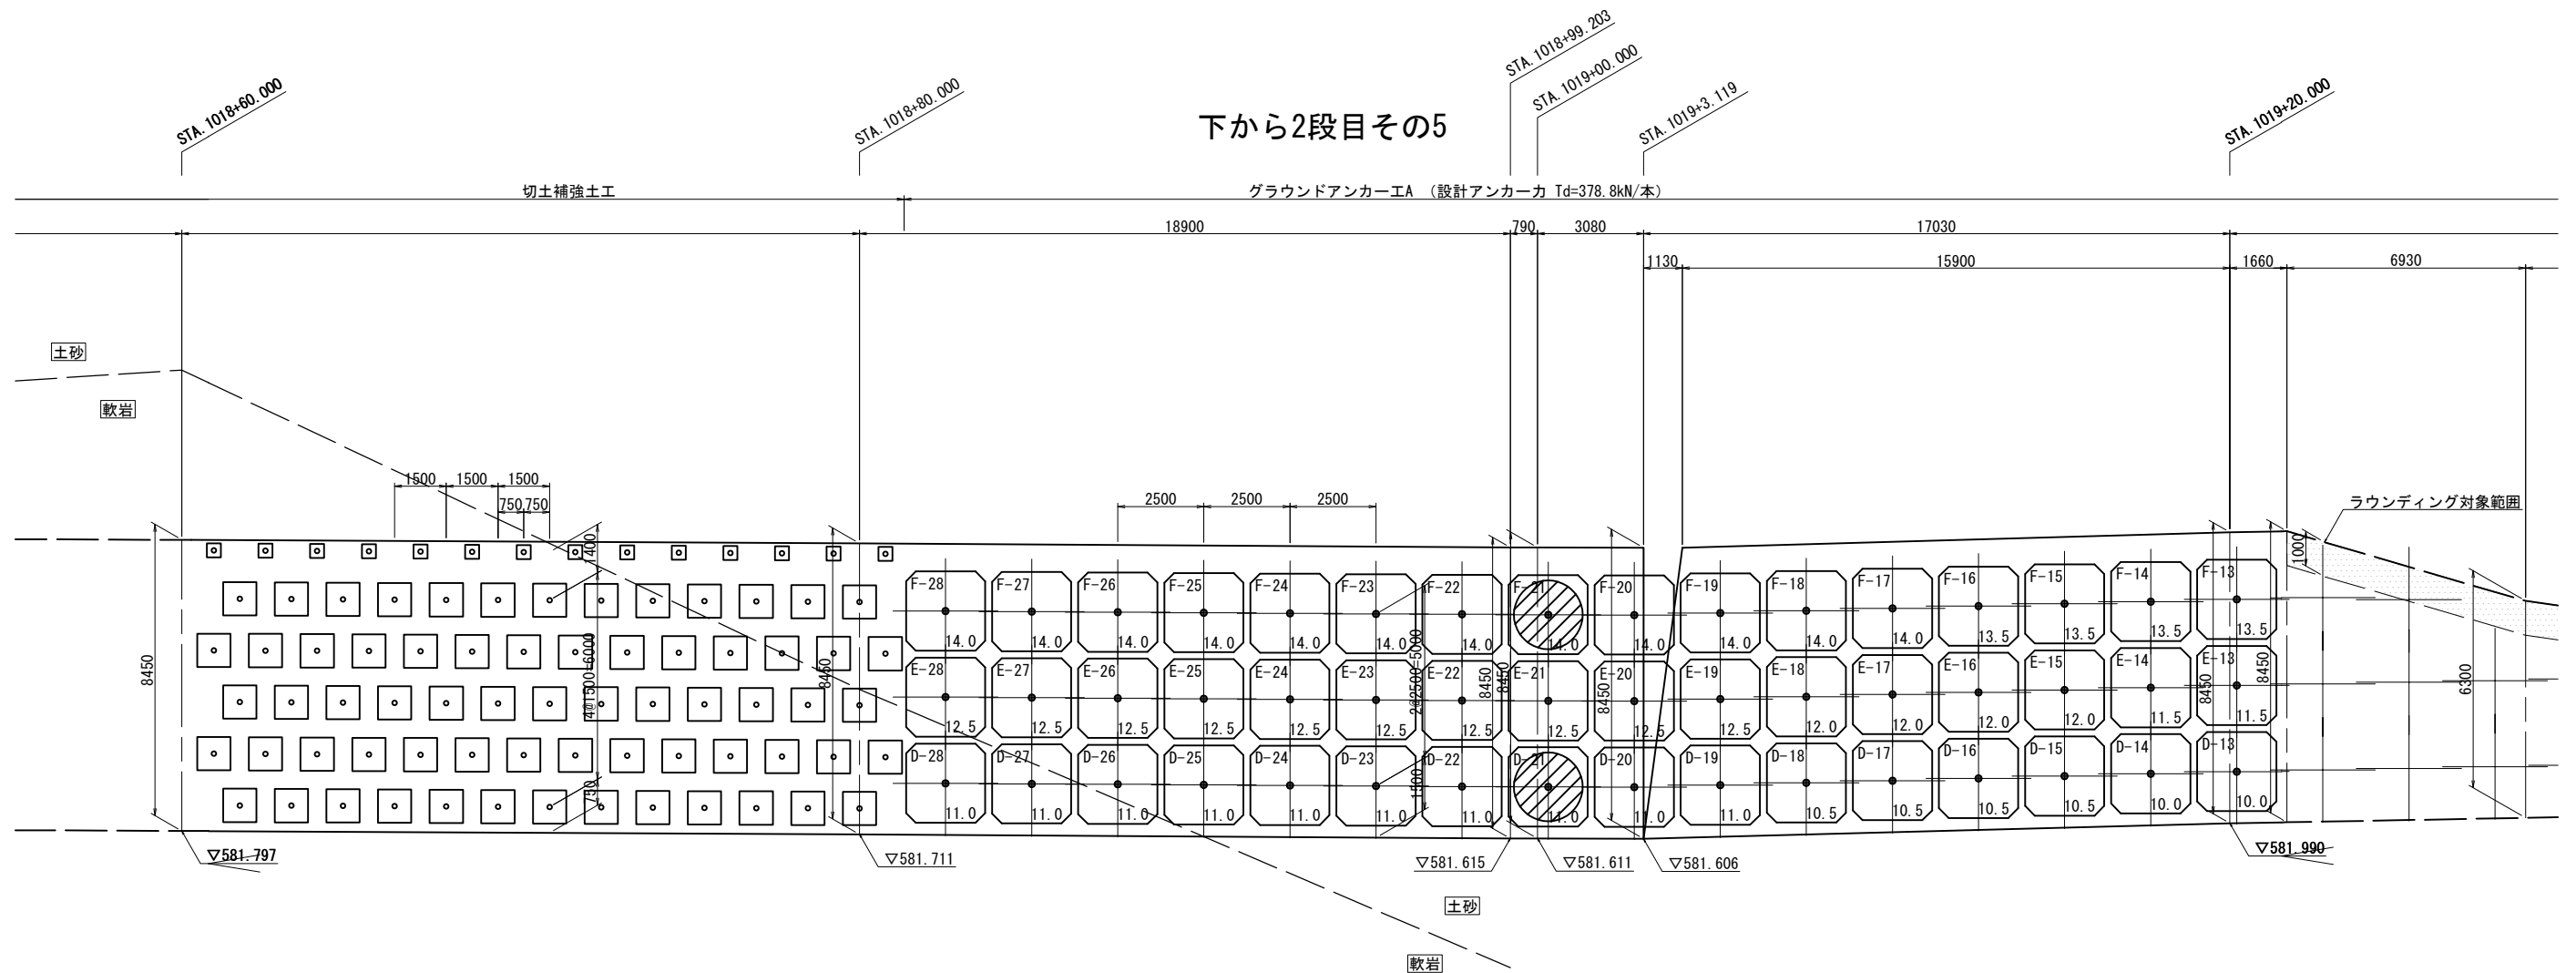 STA.1018+60.000
STA.1018+80.000
STA.1018+99.203
STA.1019+00.000
STA.1019+3.119
STA.1019+20.000
下から2段目その5
切土補強土工
グラウンドアンカー工A (設計アンカー力 Td=378.8kN/本)
18900
790
3080
17030
1130
15900
1660
6930
土砂
軟岩
1500
1500
1500
750
750
2500
2500
2500
ラウンディング対象範囲
1400
4@1500=6000
750
8450
8450
2@2500=5000
1500
8450
8450
8450
8450
8450
1000
6300
F-28
F-27
F-26
F-25
F-24
F-23
F-22
F-21
F-20
F-19
F-18
F-17
F-16
F-15
F-14
F-13
14.0
14.0
14.0
14.0
14.0
14.0
14.0
14.0
14.0
14.0
14.0
14.0
13.5
13.5
13.5
13.5
E-28
E-27
E-26
E-25
E-24
E-23
E-22
E-21
E-20
E-19
E-18
E-17
E-16
E-15
E-14
E-13
12.5
12.5
12.5
12.5
12.5
12.5
12.5
12.5
12.5
12.5
12.0
12.0
12.0
12.0
11.5
11.5
D-28
D-27
D-26
D-25
D-24
D-23
D-22
D-21
D-20
D-19
D-18
D-17
D-16
D-15
D-14
D-13
11.0
11.0
11.0
11.0
11.0
11.0
11.0
11.0
11.0
11.0
10.5
10.5
10.5
10.5
10.0
10.0
▽581.797
▽581.711
▽581.615
▽581.611
▽581.606
▽581.990
土砂
軟岩